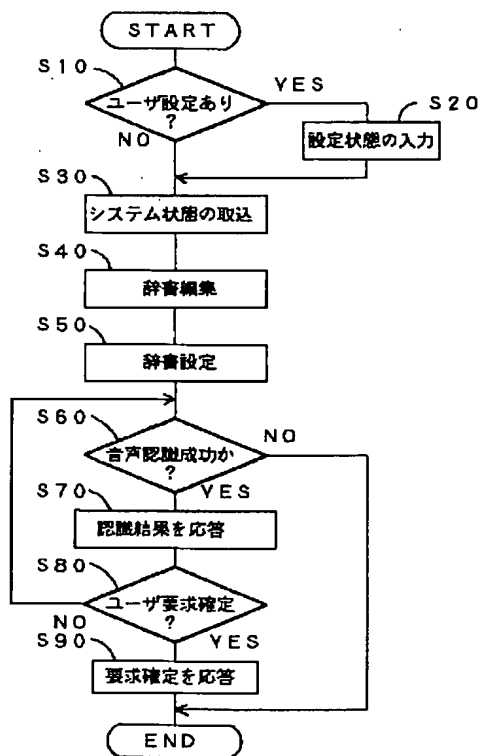 START
S10
ユーザ設定あり
?
YES
NO
S20
設定状態の入力
S30
システム状態の取込
S40
辞書編集
S50
辞書設定
S60
音声認識成功か
?
NO
YES
S70
認識結果を応答
S80
ユーザ要求確定
?
NO
YES
S90
要求確定を応答
END